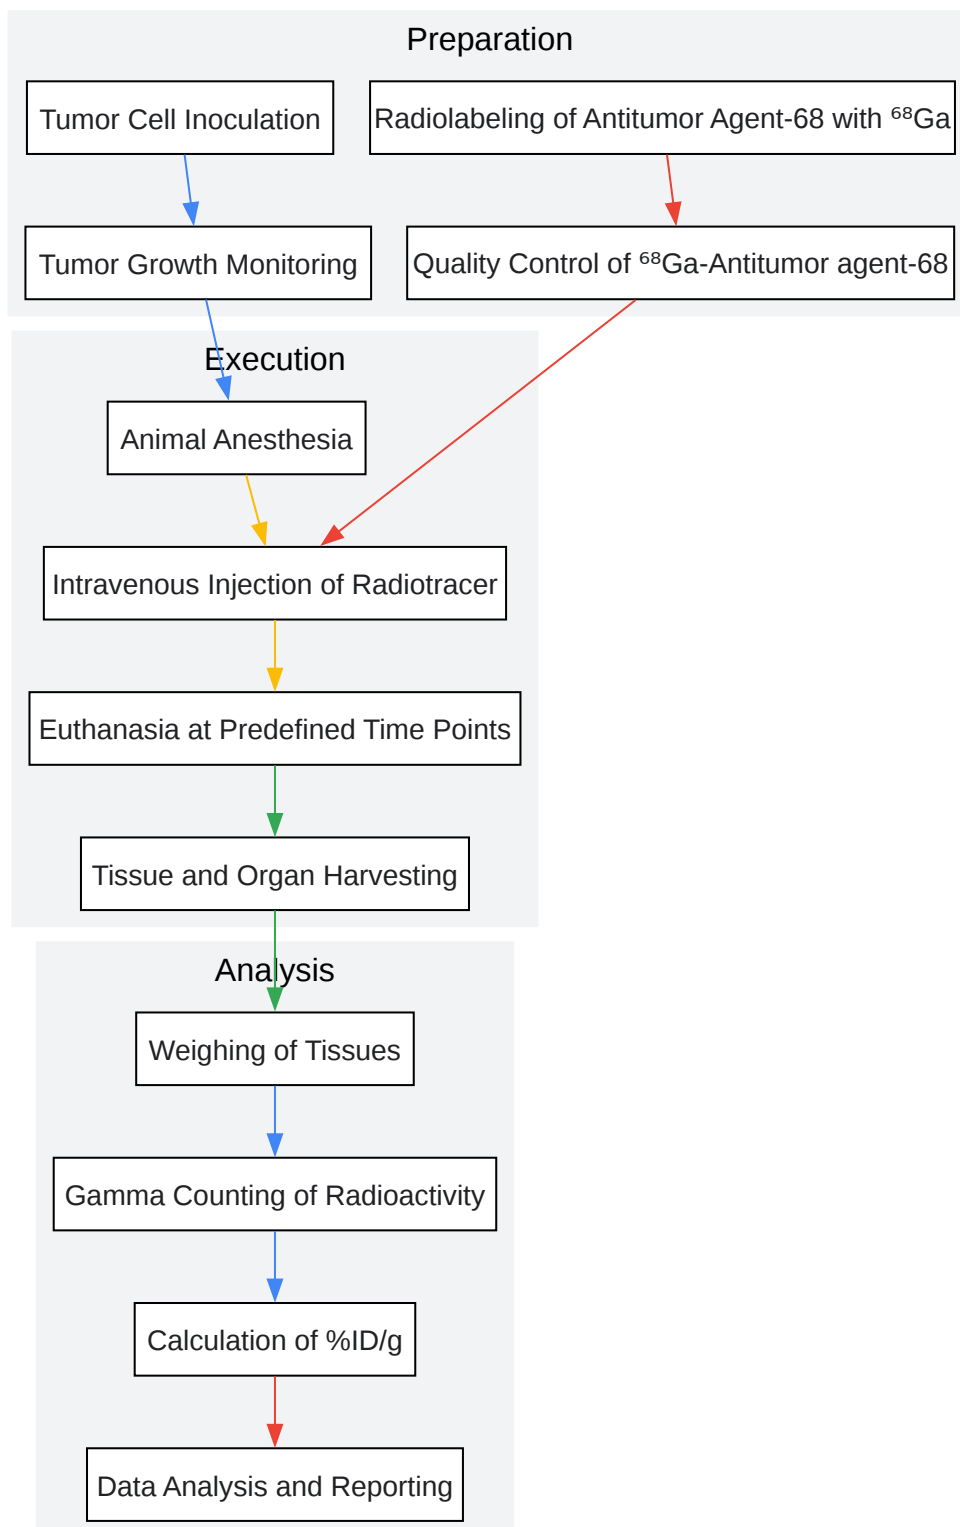 Preparation
Tumor Cell Inoculation
Radiolabeling of Antitumor Agent-68 with ⁶⁸Ga
Tumor Growth Monitoring
Quality Control of ⁶⁸Ga-Antitumor agent-68
Execution
Animal Anesthesia
Intravenous Injection of Radiotracer
Euthanasia at Predefined Time Points
Tissue and Organ Harvesting
Analysis
Weighing of Tissues
Gamma Counting of Radioactivity
Calculation of %ID/g
Data Analysis and Reporting